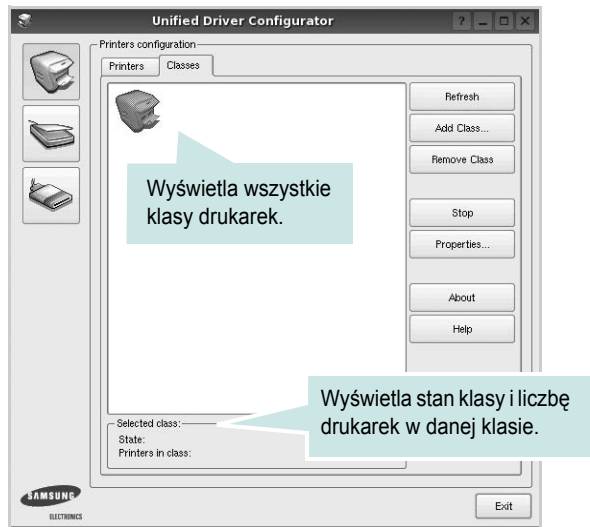 Unified Driver Configurator
Printers configuration
Printers Classes
Refresh
Add Class...
Remove Class
Wyświetla wszystkie
klasy drukarek.
Stop
Properties...
About
Help
Wyświetla stan klasy i liczbę
drukarek w danej klasie.
Selected class:
State:
Printers in class:
SAMSUNG
ELECTRONICS
Exit